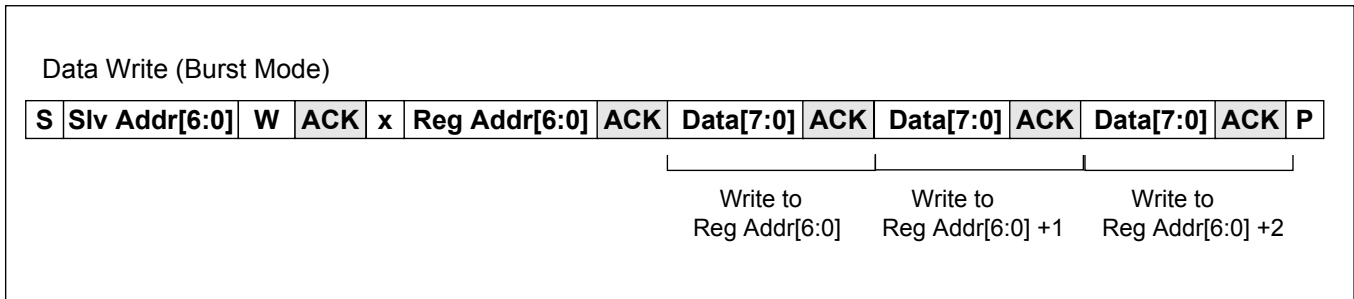 Data Write (Burst Mode)
S Slv Addr[6:0] W ACK x Reg Addr[6:0] ACK Data[7:0] ACK Data[7:0] ACK Data[7:0] ACK P
Write to Write to Write to
Reg Addr[6:0] Reg Addr[6:0] +1 Reg Addr[6:0] +2